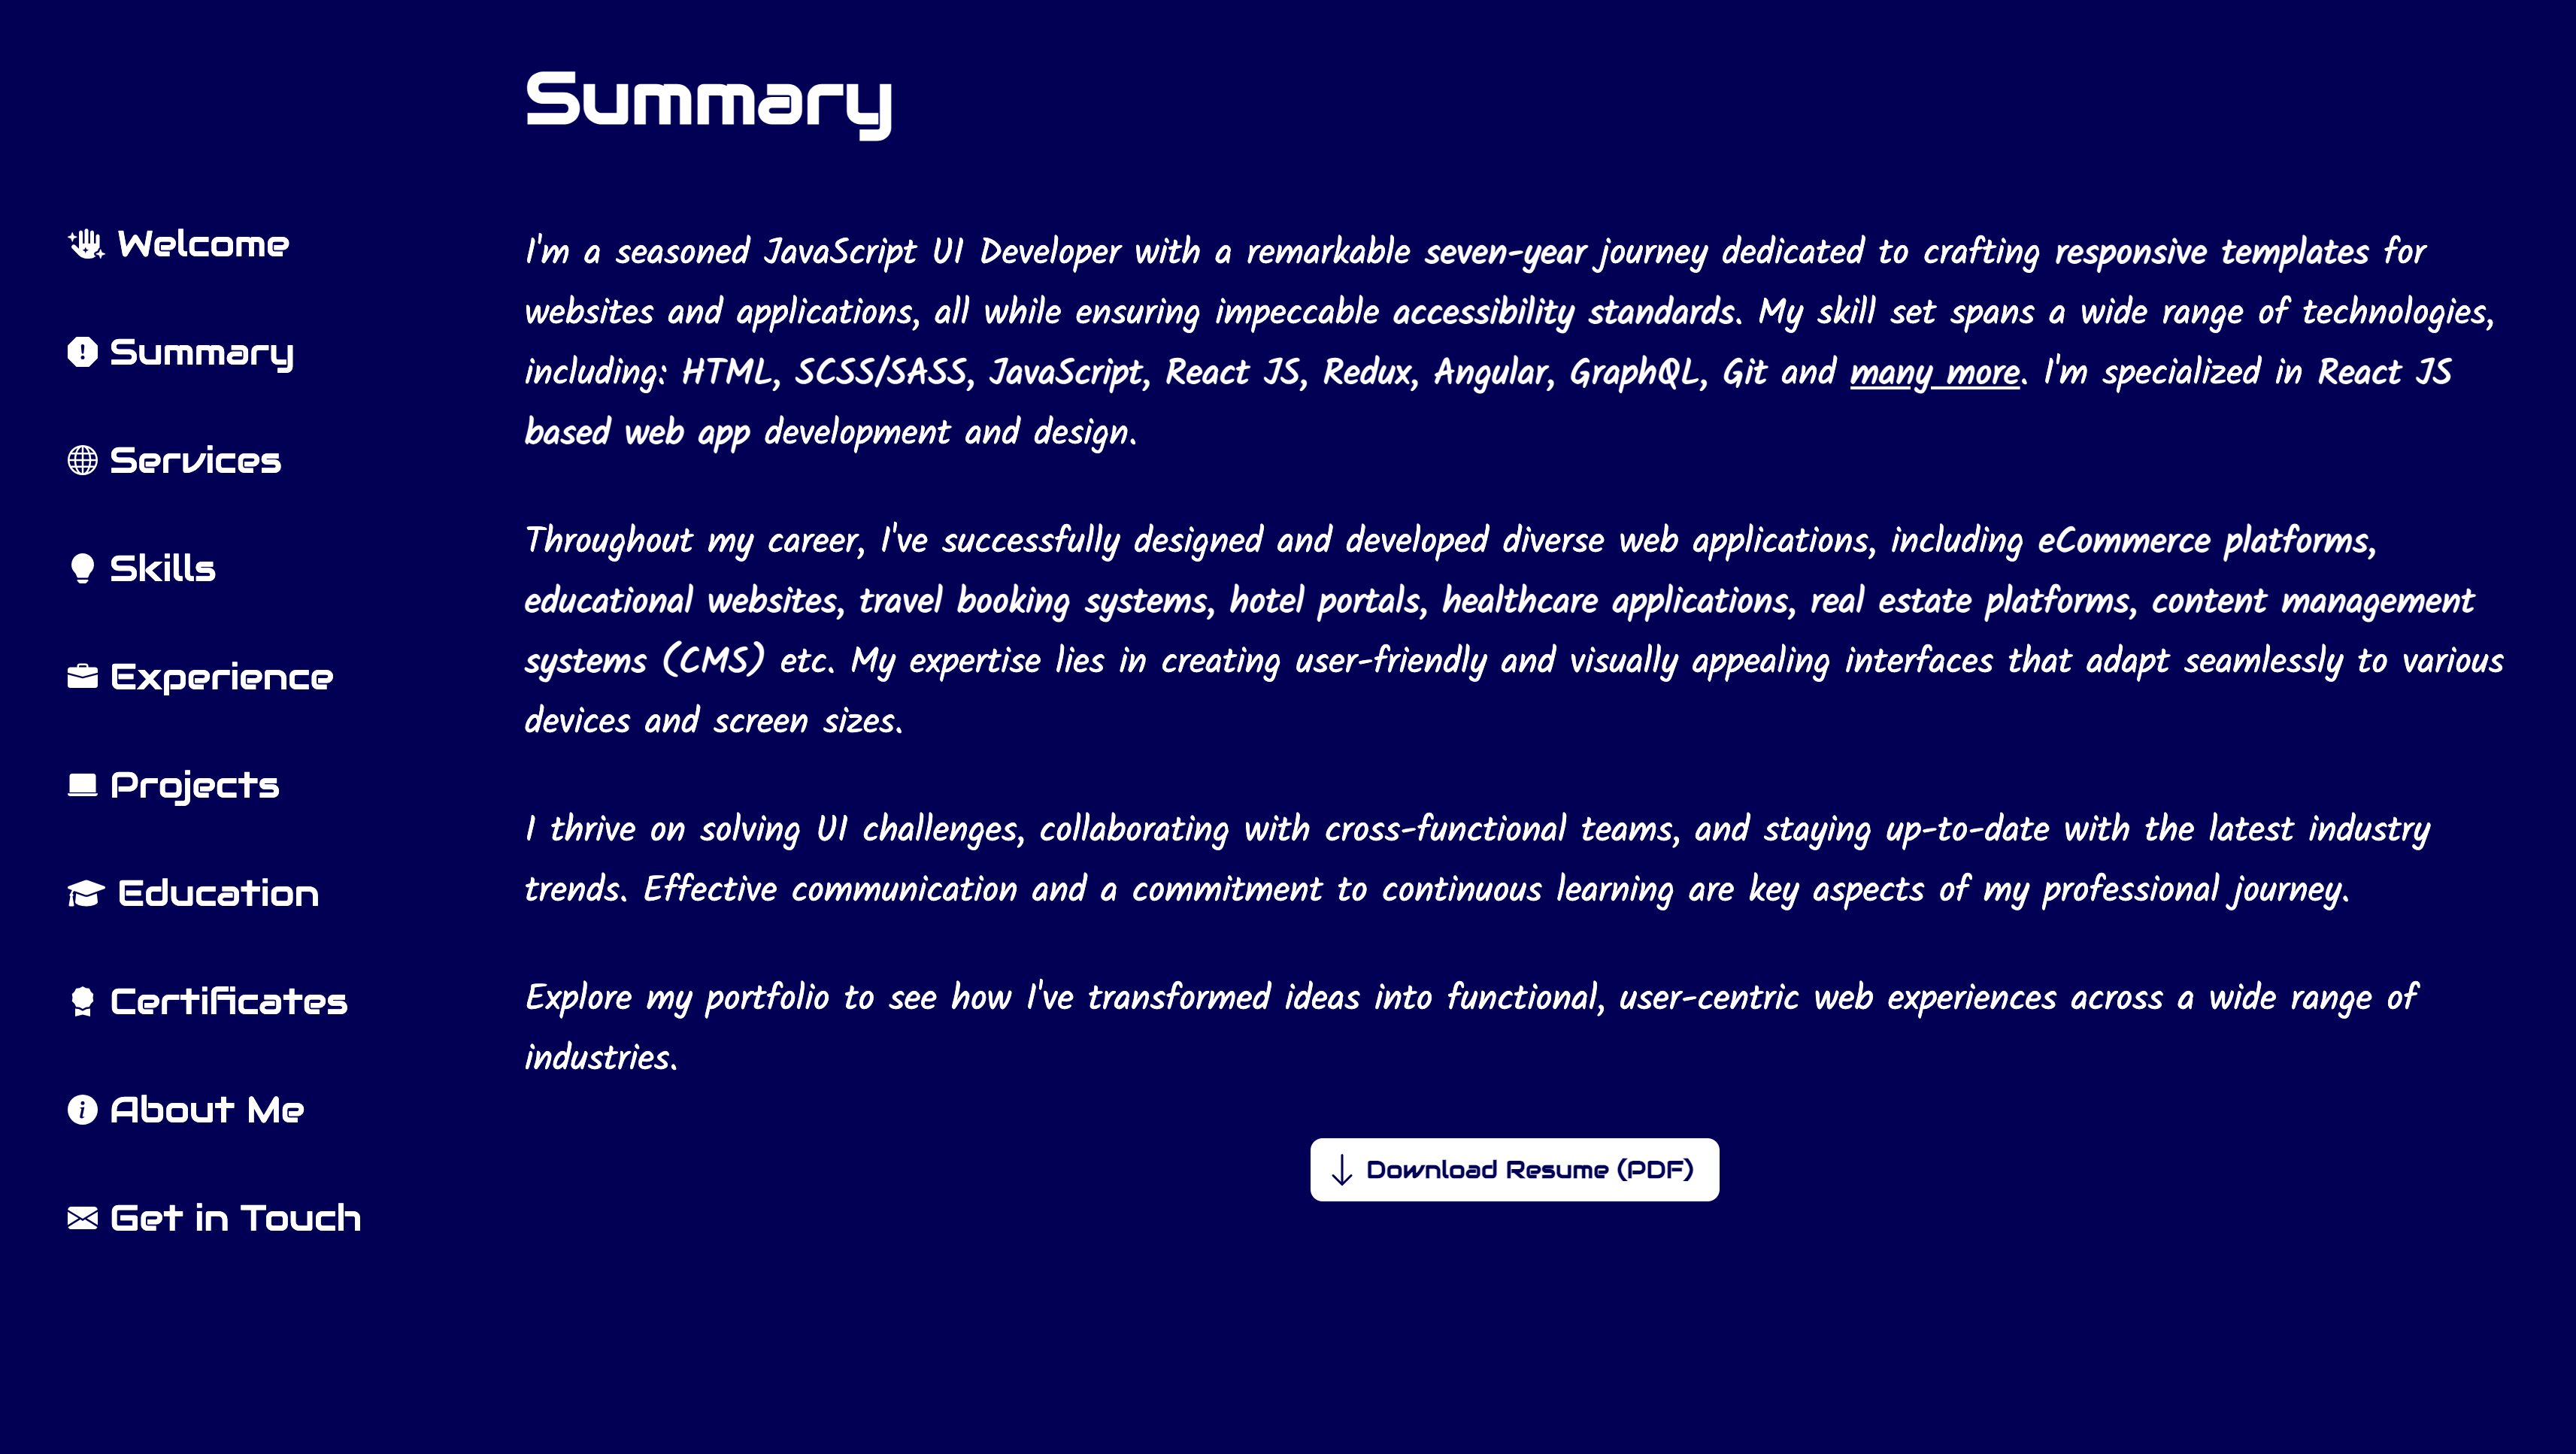 Summary
Welcome
Summary
Services
Skills
Experience
Projects
Education
Certificates
About Me
Get in Touch
I'm a seasoned JavaScript UI Developer with a remarkable seven-year journey dedicated to crafting responsive templates for
websites and applications, all while ensuring impeccable accessibility standards. My skill set spans a wide range of technologies,
including: HTML, SCSS/SASS, JavaScript, React JS, Redux, Angular, GraphQL, Git and many more. I'm specialized in React JS
based web app development and design.
Throughout my career, I've successfully designed and developed diverse web applications, including eCommerce platforms,
educational websites, travel booking systems, hotel portals, healthcare applications, real estate platforms, content management
systems (CMS) etc. My expertise lies in creating user-friendly and visually appealing interfaces that adapt seamlessly to various
devices and screen sizes.
I thrive on solving UI challenges, collaborating with cross-functional teams, and staying up-to-date with the latest industry
trends. Effective communication and a commitment to continuous learning are key aspects of my professional journey.
Explore my portfolio to see how I've transformed ideas into functional, user-centric web experiences across a wide range of
industries.
Download Resume (PDF)